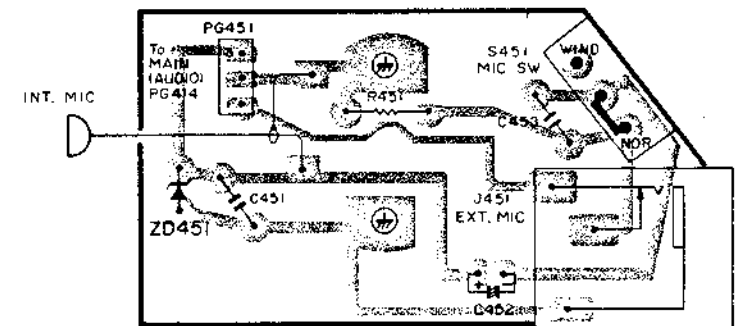 PG451
To
MAIN
(AUDIO)
PG414
INT. MIC
R451
S451
MIC SW
WIND
C453
NOR
ZD451
C451
J451
EXT. MIC
+
C452